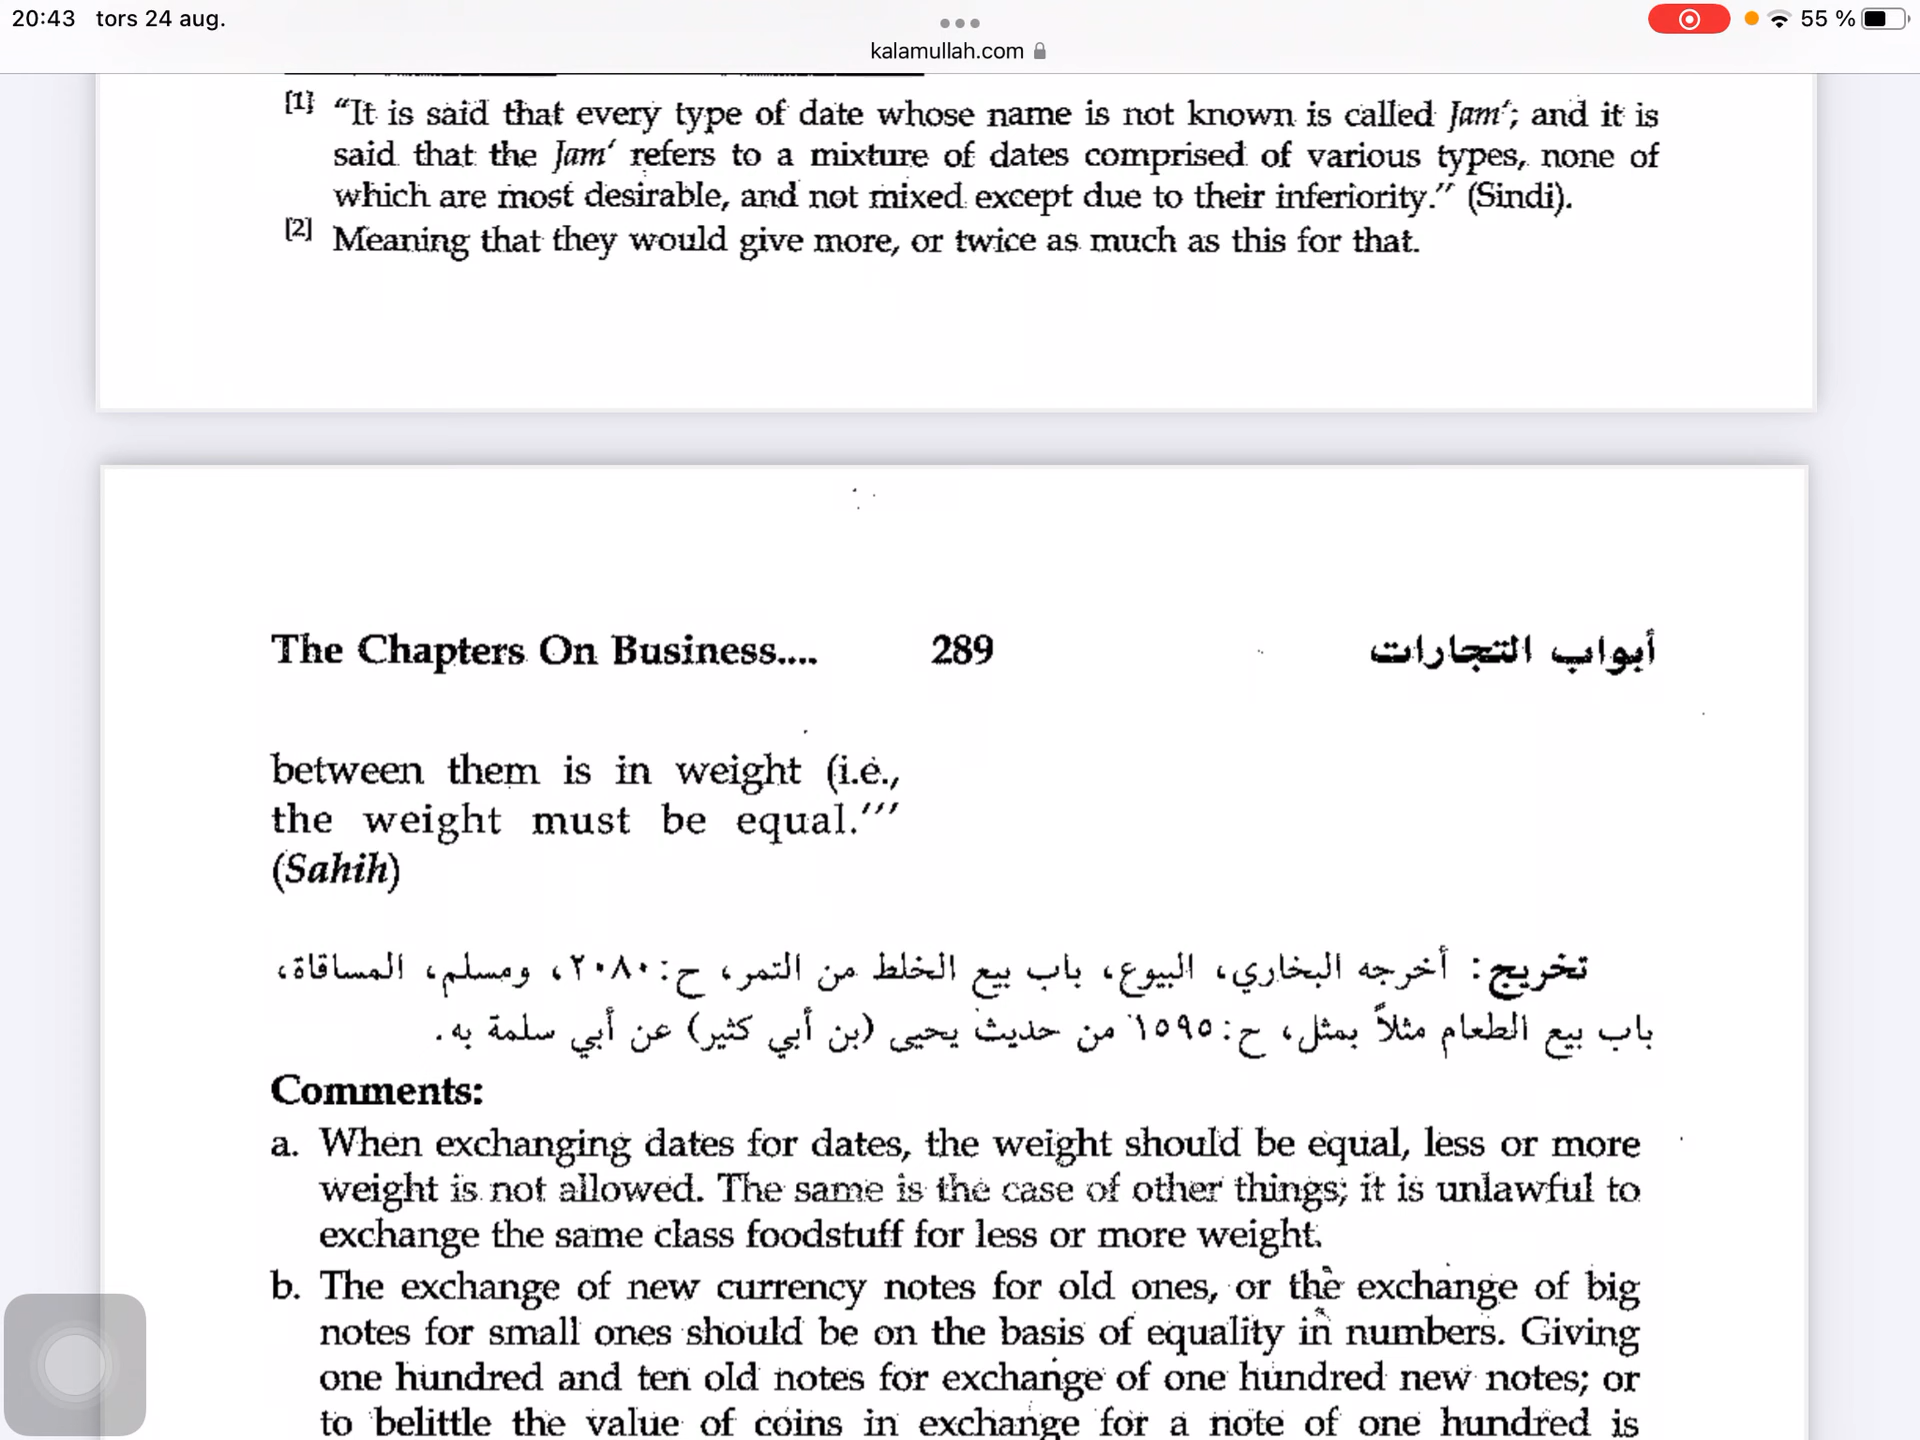 20:43 tors 24 aug.
kalamullah.com
55 %
[1] “It is said that every type of date whose name is not known is called Jam‘; and it is
said that the Jam‘ refers to a mixture of dates comprised of various types, none of
which are most desirable, and not mixed except due to their inferiority.” (Sindi).
[2] Meaning that they would give more, or twice as much as this for that.
The Chapters On Business.... 289 أبواب التجارات
between them is in weight (i.e.,
the weight must be equal.’”
(Sahih)
تخريج: أخرجه البخاري، البيوع، باب بيع الخلط من التمر، ح:٢٠٨٠، ومسلم، المساقاة،
باب بيع الطعام مثلاً بمثل، ح:١٥٩٥ من حديث يحيى (بن أبي كثير) عن أبي سلمة به.
Comments:
a. When exchanging dates for dates, the weight should be equal, less or more
weight is not allowed. The same is the case of other things; it is unlawful to
exchange the same class foodstuff for less or more weight.
b. The exchange of new currency notes for old ones, or the exchange of big
notes for small ones should be on the basis of equality in numbers. Giving
one hundred and ten old notes for exchange of one hundred new notes; or
to belittle the value of coins in exchange for a note of one hundred is